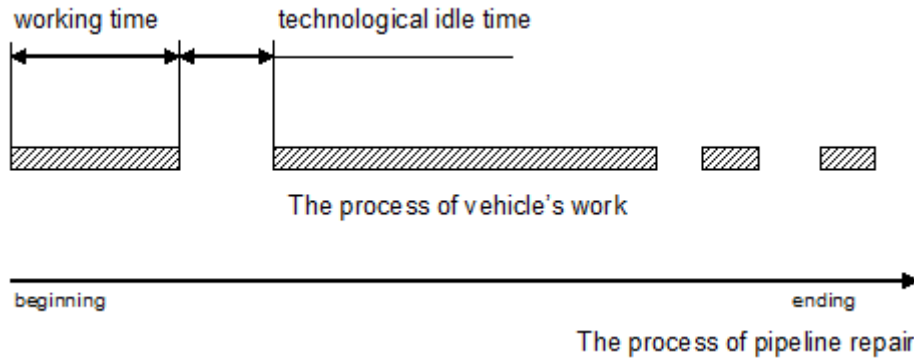 working time
technological idle time
The process of vehicle's work
beginning
ending
The process of pipeline repair